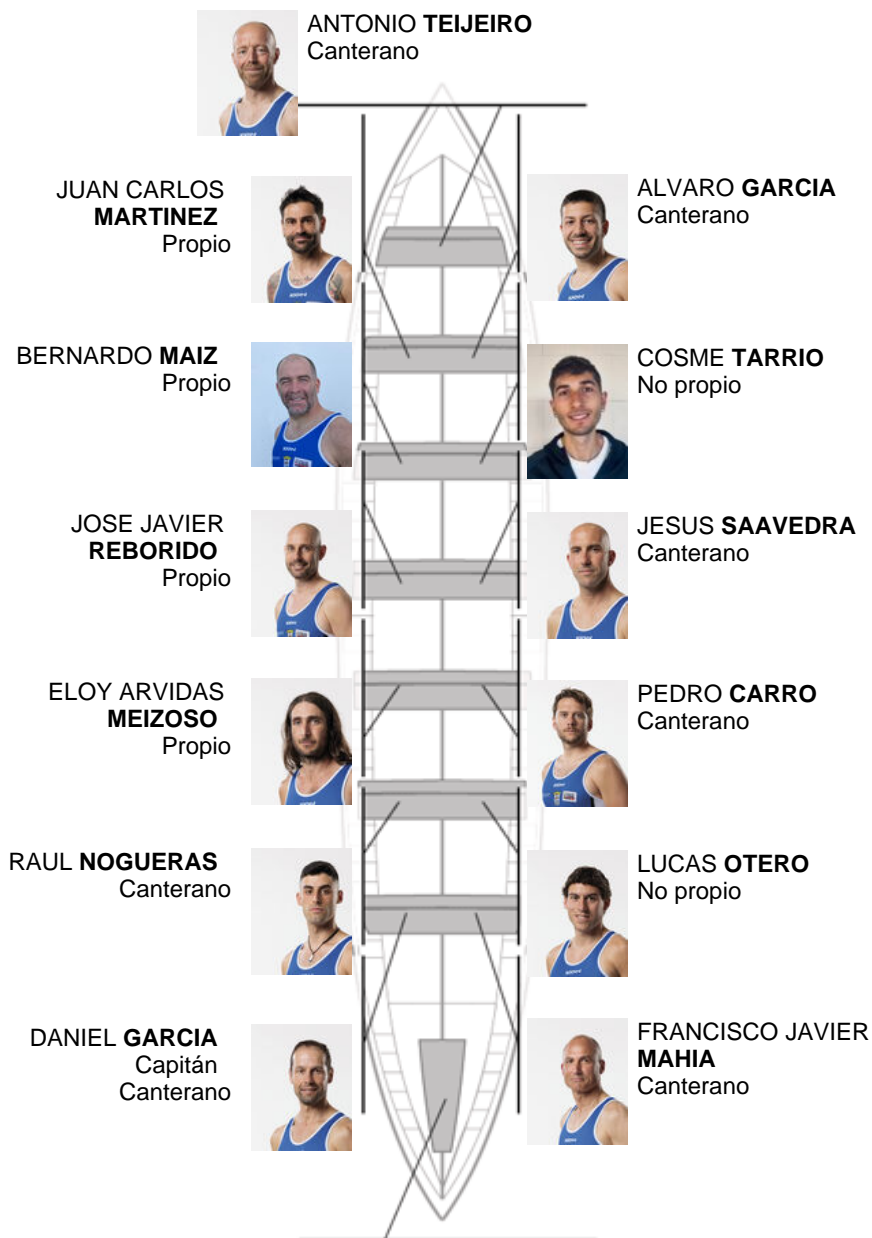 ANTONIO TEIJEIRO
Canterano
JUAN CARLOS
MARTINEZ
Propio
ALVARO GARCIA
Canterano
BERNARDO MAIZ
Propio
COSME TARRIO
No propio
JOSE JAVIER
REBORIDO
Propio
JESUS SAAVEDRA
Canterano
ELOY ARVIDAS
MEIZOSO
Propio
PEDRO CARRO
Canterano
RAUL NOGUERAS
Canterano
LUCAS OTERO
No propio
DANIEL GARCIA
Capitán
Canterano
FRANCISCO JAVIER
MAHIA
Canterano